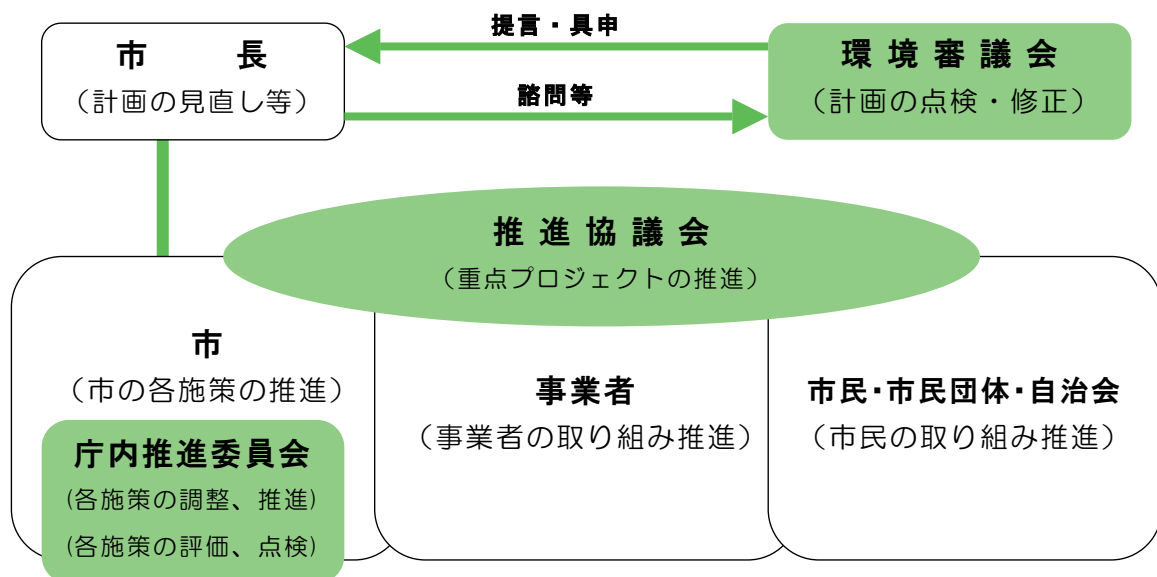 市　　長
（計画の見直し等）
提言・具申
諮問等
環 境 審 議 会
（計画の点検・修正）
推 進 協 議 会
（重点プロジェクトの推進）
市
（市の各施策の推進）
庁内推進委員会
(各施策の調整、推進)
(各施策の評価、点検)
事業者
（事業者の取り組み推進）
市民・市民団体・自治会
（市民の取り組み推進）